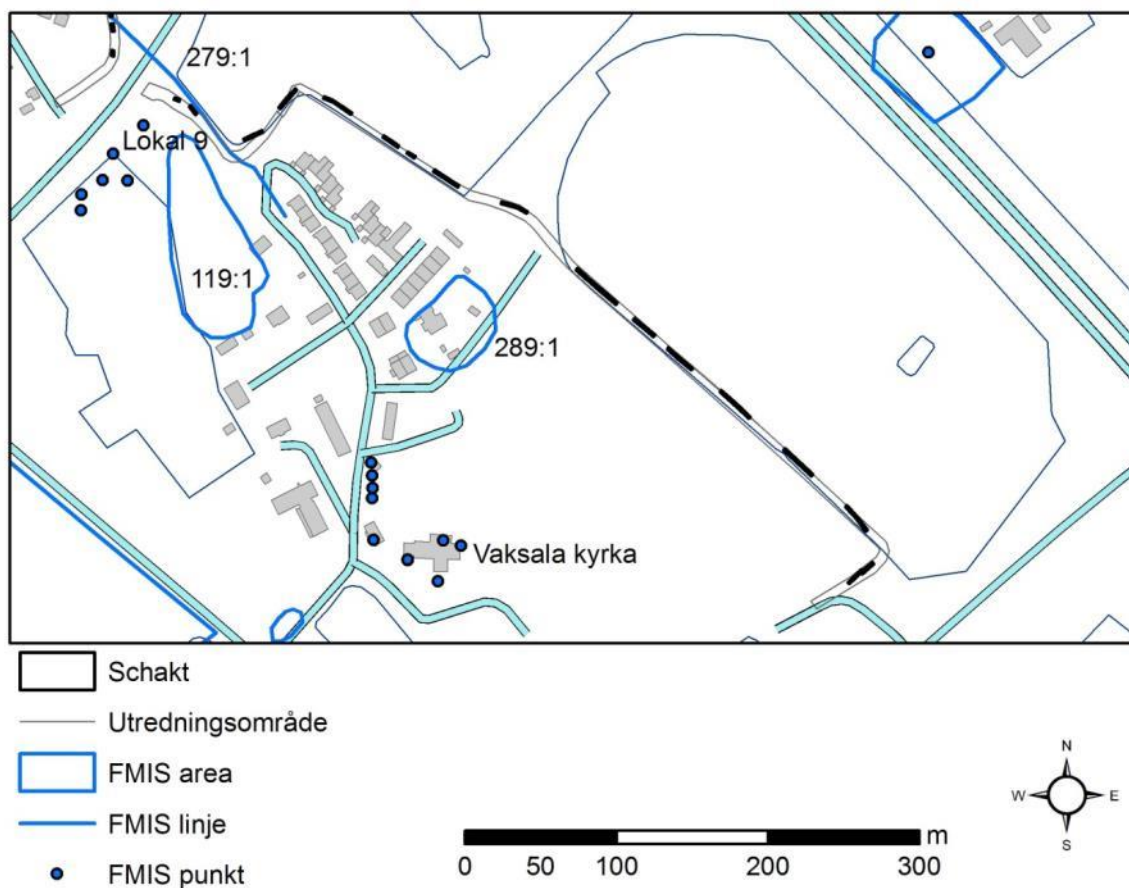 279:1
Lokal 9
119:1
289:1
Vaksala kyrka
Schakt
Utredningsområde
FMIS area
FMIS linje
FMIS punkt
N
W E
S
m
0 50 100 200 300